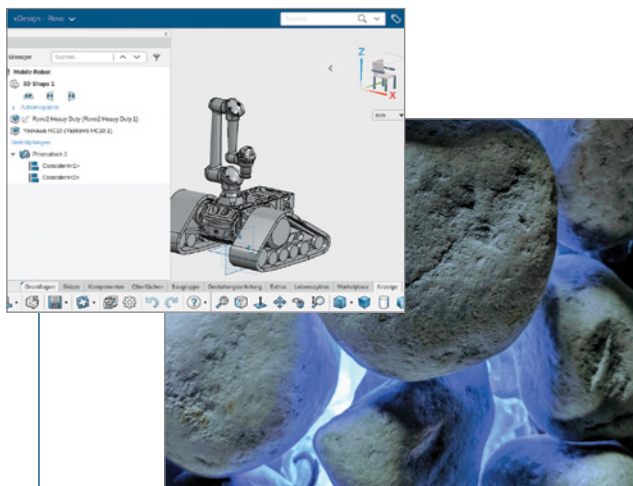 xDesign - Rovo
Suchen
Manager
Suchen...
Mobile Robot
3D Shape 1
Z
X
mm
Rovo2 Heavy Duty (Rovo2 Heavy Duty 1)
Yaskawa HC10 (Yaskawa HC10.1)
Verknüpfungen
Prismatisch 1
Coincident<1>
Coincident<2>
Grundlagen Skizze Komponenten Oberflächen Baugruppe Gestaltungsanleitung Extras Lebenszyklus Marketplace Anzeige